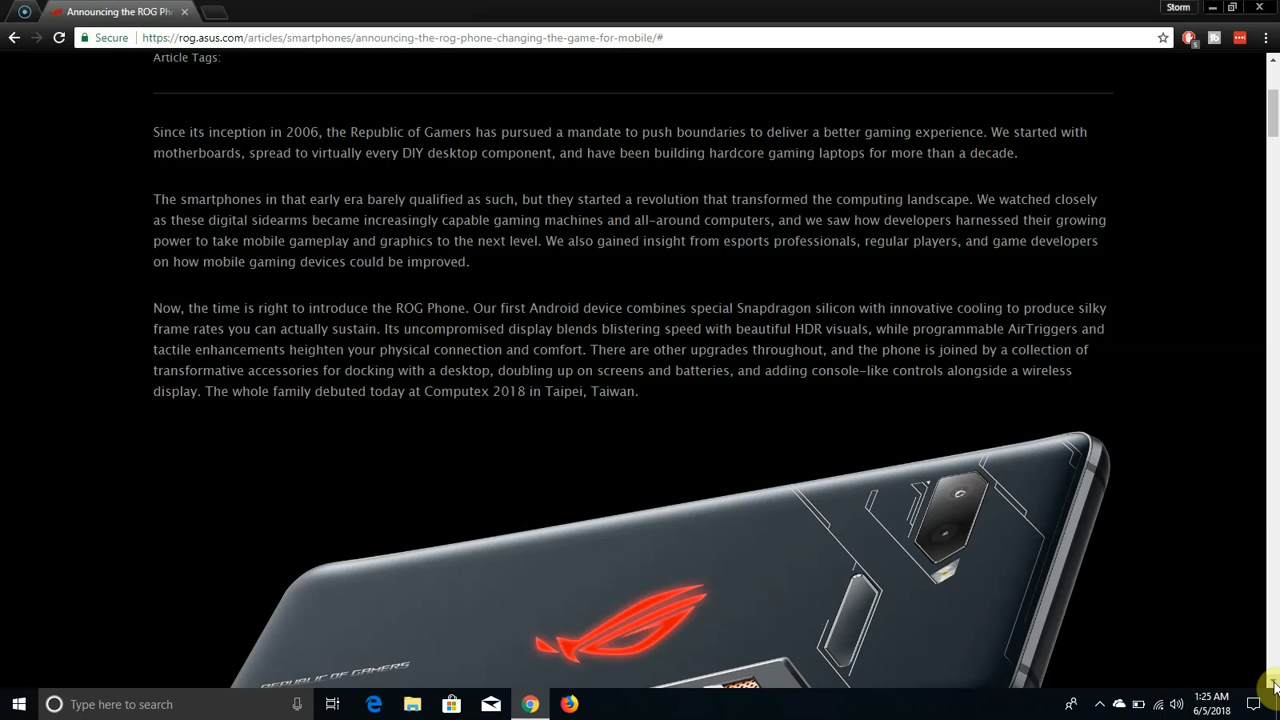 Announcing the ROG Ph
Storm
Secure
https://rog.asus.com/articles/smartphones/announcing-the-rog-phone-changing-the-game-for-mobile/#
Article Tags:
Since its inception in 2006, the Republic of Gamers has pursued a mandate to push boundaries to deliver a better gaming experience. We started with
motherboards, spread to virtually every DIY desktop component, and have been building hardcore gaming laptops for more than a decade.
The smartphones in that early era barely qualified as such, but they started a revolution that transformed the computing landscape. We watched closely
as these digital sidearms became increasingly capable gaming machines and all-around computers, and we saw how developers harnessed their growing
power to take mobile gameplay and graphics to the next level. We also gained insight from esports professionals, regular players, and game developers
on how mobile gaming devices could be improved.
Now, the time is right to introduce the ROG Phone. Our first Android device combines special Snapdragon silicon with innovative cooling to produce silky
frame rates you can actually sustain. Its uncompromised display blends blistering speed with beautiful HDR visuals, while programmable AirTriggers and
tactile enhancements heighten your physical connection and comfort. There are other upgrades throughout, and the phone is joined by a collection of
transformative accessories for docking with a desktop, doubling up on screens and batteries, and adding console-like controls alongside a wireless
display. The whole family debuted today at Computex 2018 in Taipei, Taiwan.
REPUBLIC OF GAMERS
Type here to search
1:25 AM
6/5/2018